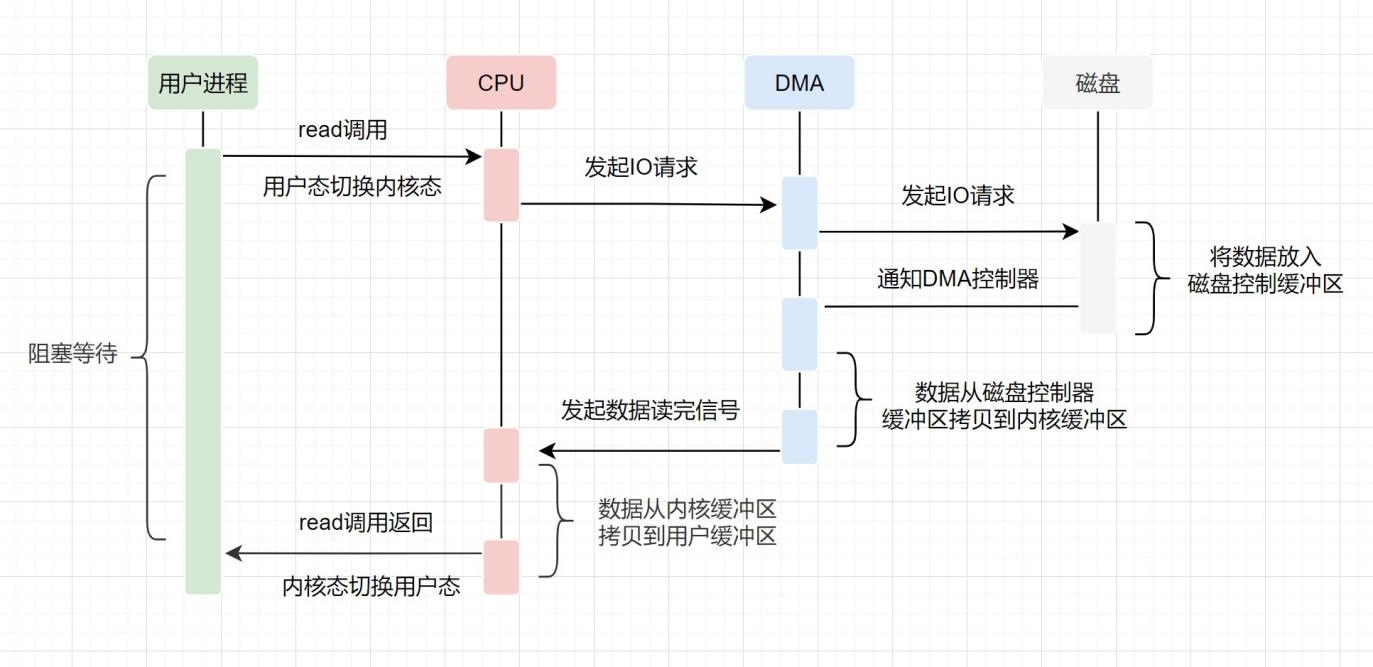 用户进程
CPU
DMA
磁盘
read调用
用户态切换内核态
发起IO请求
发起IO请求
将数据放入
磁盘控制缓冲区
通知DMA控制器
阻塞等待
数据从磁盘控制器
缓冲区拷贝到内核缓冲区
发起数据读完信号
数据从内核缓冲区
拷贝到用户缓冲区
read调用返回
内核态切换用户态